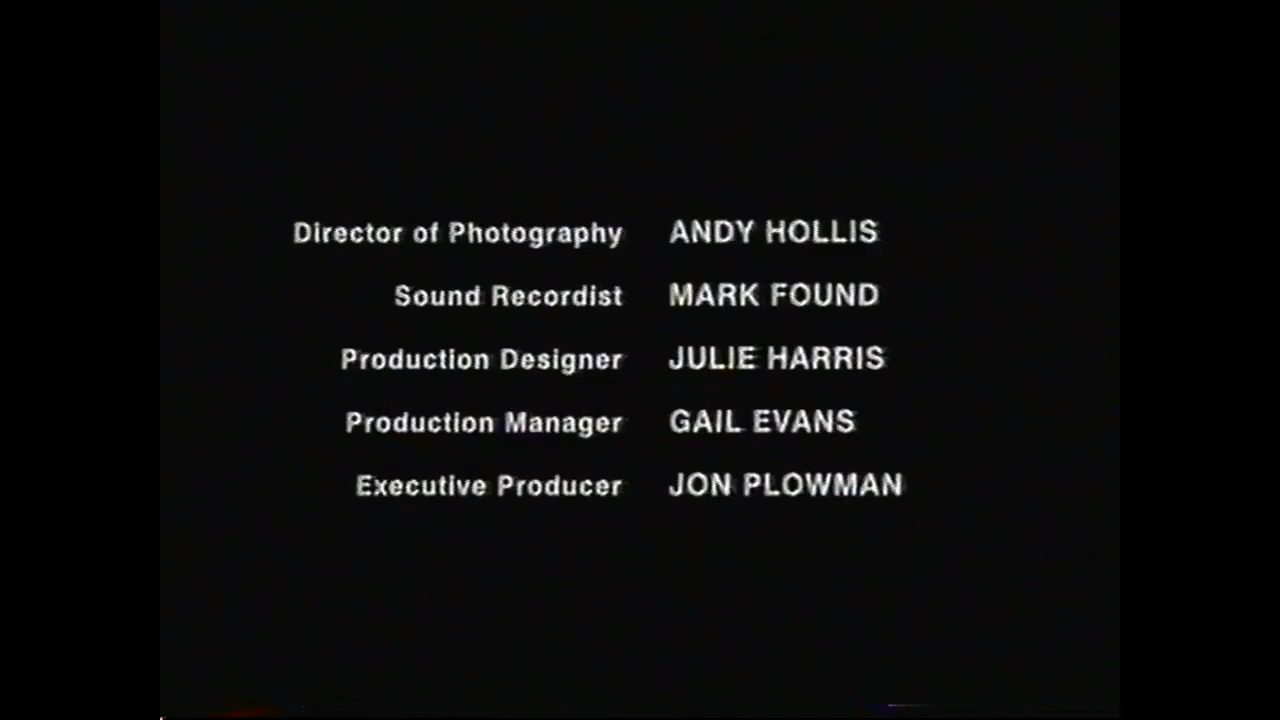 Director of Photography ANDY HOLLIS
Sound Recordist MARK FOUND
Production Designer JULIE HARRIS
Production Manager GAIL EVANS
Executive Producer JON PLOWMAN